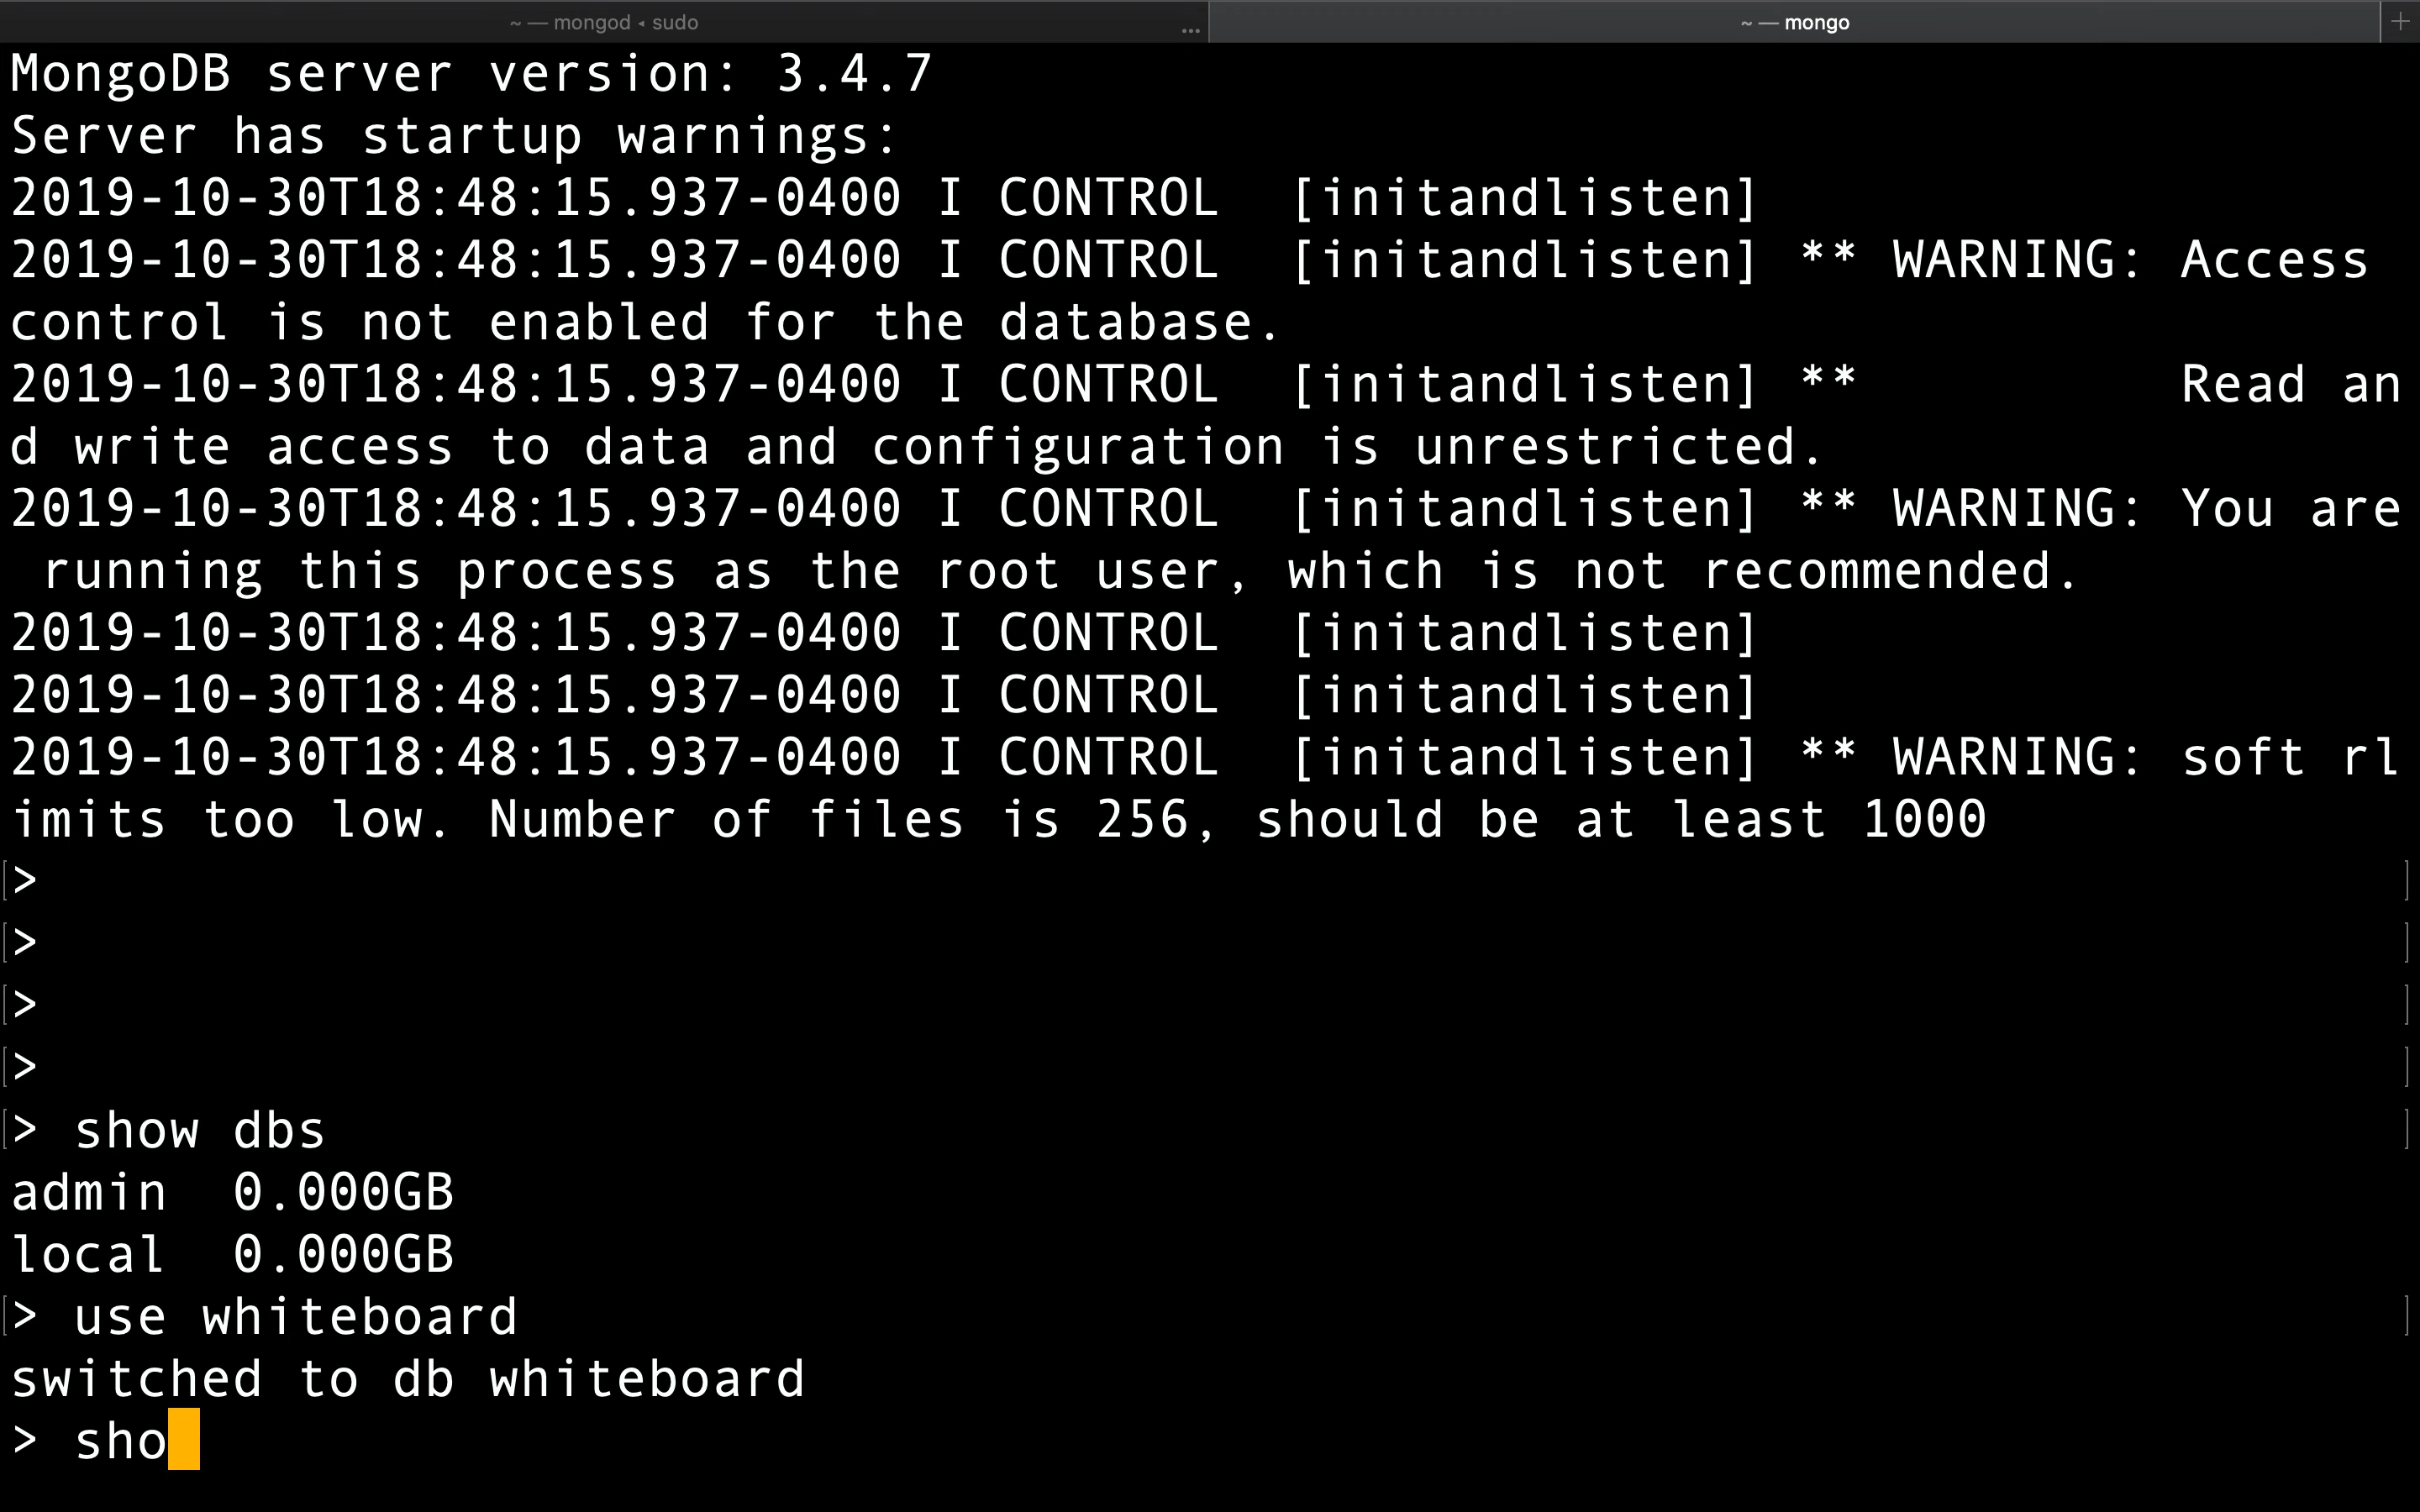 ~ — mongod ◂ sudo ... ~ — mongo +
MongoDB server version: 3.4.7
Server has startup warnings:
2019-10-30T18:48:15.937-0400 I CONTROL  [initandlisten]
2019-10-30T18:48:15.937-0400 I CONTROL  [initandlisten] ** WARNING: Access
control is not enabled for the database.
2019-10-30T18:48:15.937-0400 I CONTROL  [initandlisten] **          Read an
d write access to data and configuration is unrestricted.
2019-10-30T18:48:15.937-0400 I CONTROL  [initandlisten] ** WARNING: You are
 running this process as the root user, which is not recommended.
2019-10-30T18:48:15.937-0400 I CONTROL  [initandlisten]
2019-10-30T18:48:15.937-0400 I CONTROL  [initandlisten]
2019-10-30T18:48:15.937-0400 I CONTROL  [initandlisten] ** WARNING: soft rl
imits too low. Number of files is 256, should be at least 1000
[>]
[>]
[>]
[>]
[> show dbs]
admin  0.000GB
local  0.000GB
[> use whiteboard]
switched to db whiteboard
> sho